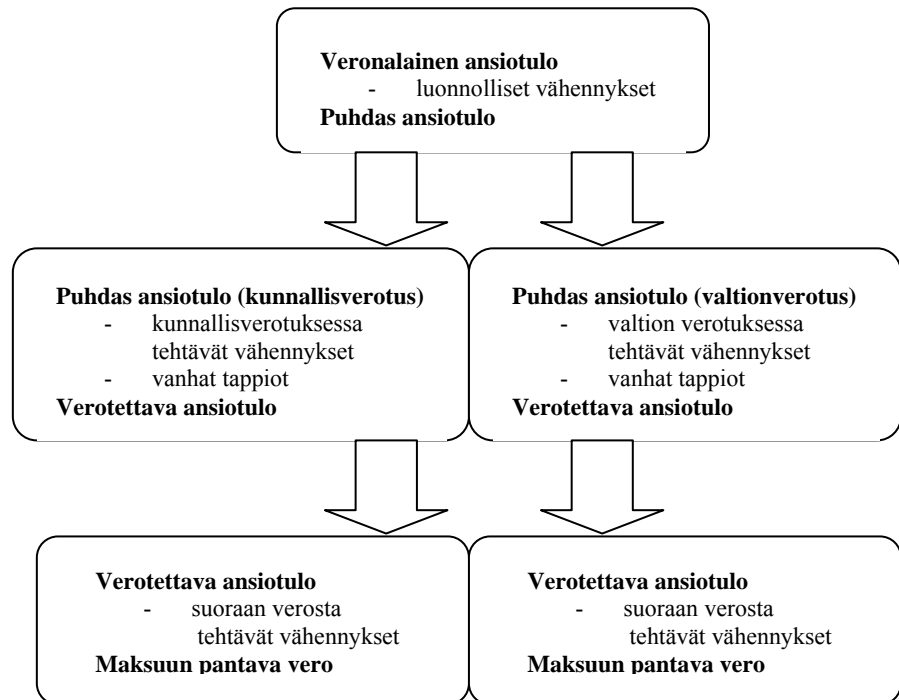 Veronalainen ansiotulo
- luonnolliset vähennykset
Puhdas ansiotulo
Puhdas ansiotulo (kunnallisverotus)
- kunnallisverotuksessa
tehtävät vähennykset
- vanhat tappiot
Verotettava ansiotulo
Puhdas ansiotulo (valtionverotus)
- valtion verotuksessa
tehtävät vähennykset
- vanhat tappiot
Verotettava ansiotulo
Verotettava ansiotulo
- suoraan verosta
tehtävät vähennykset
Maksuun pantava vero
Verotettava ansiotulo
- suoraan verosta
tehtävät vähennykset
Maksuun pantava vero